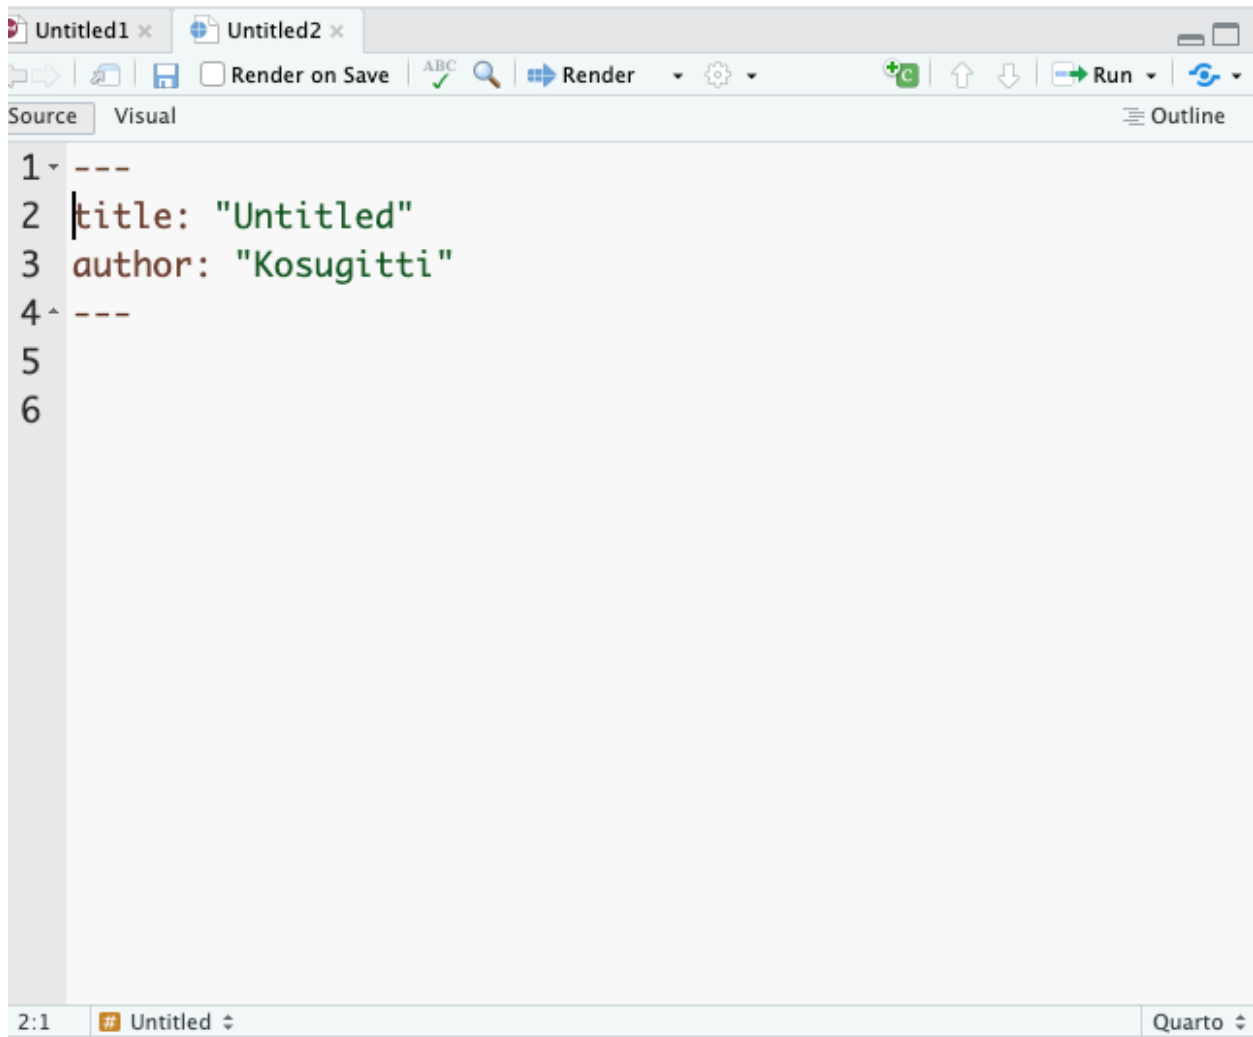 Untitled1
Untitled2
Render on Save
ABC
Render
C
Run
Source
Visual
Outline
1 ---
2 title: "Untitled"
3 author: "Kosugitti"
4 ---
5
6
2:1
# Untitled
Quarto